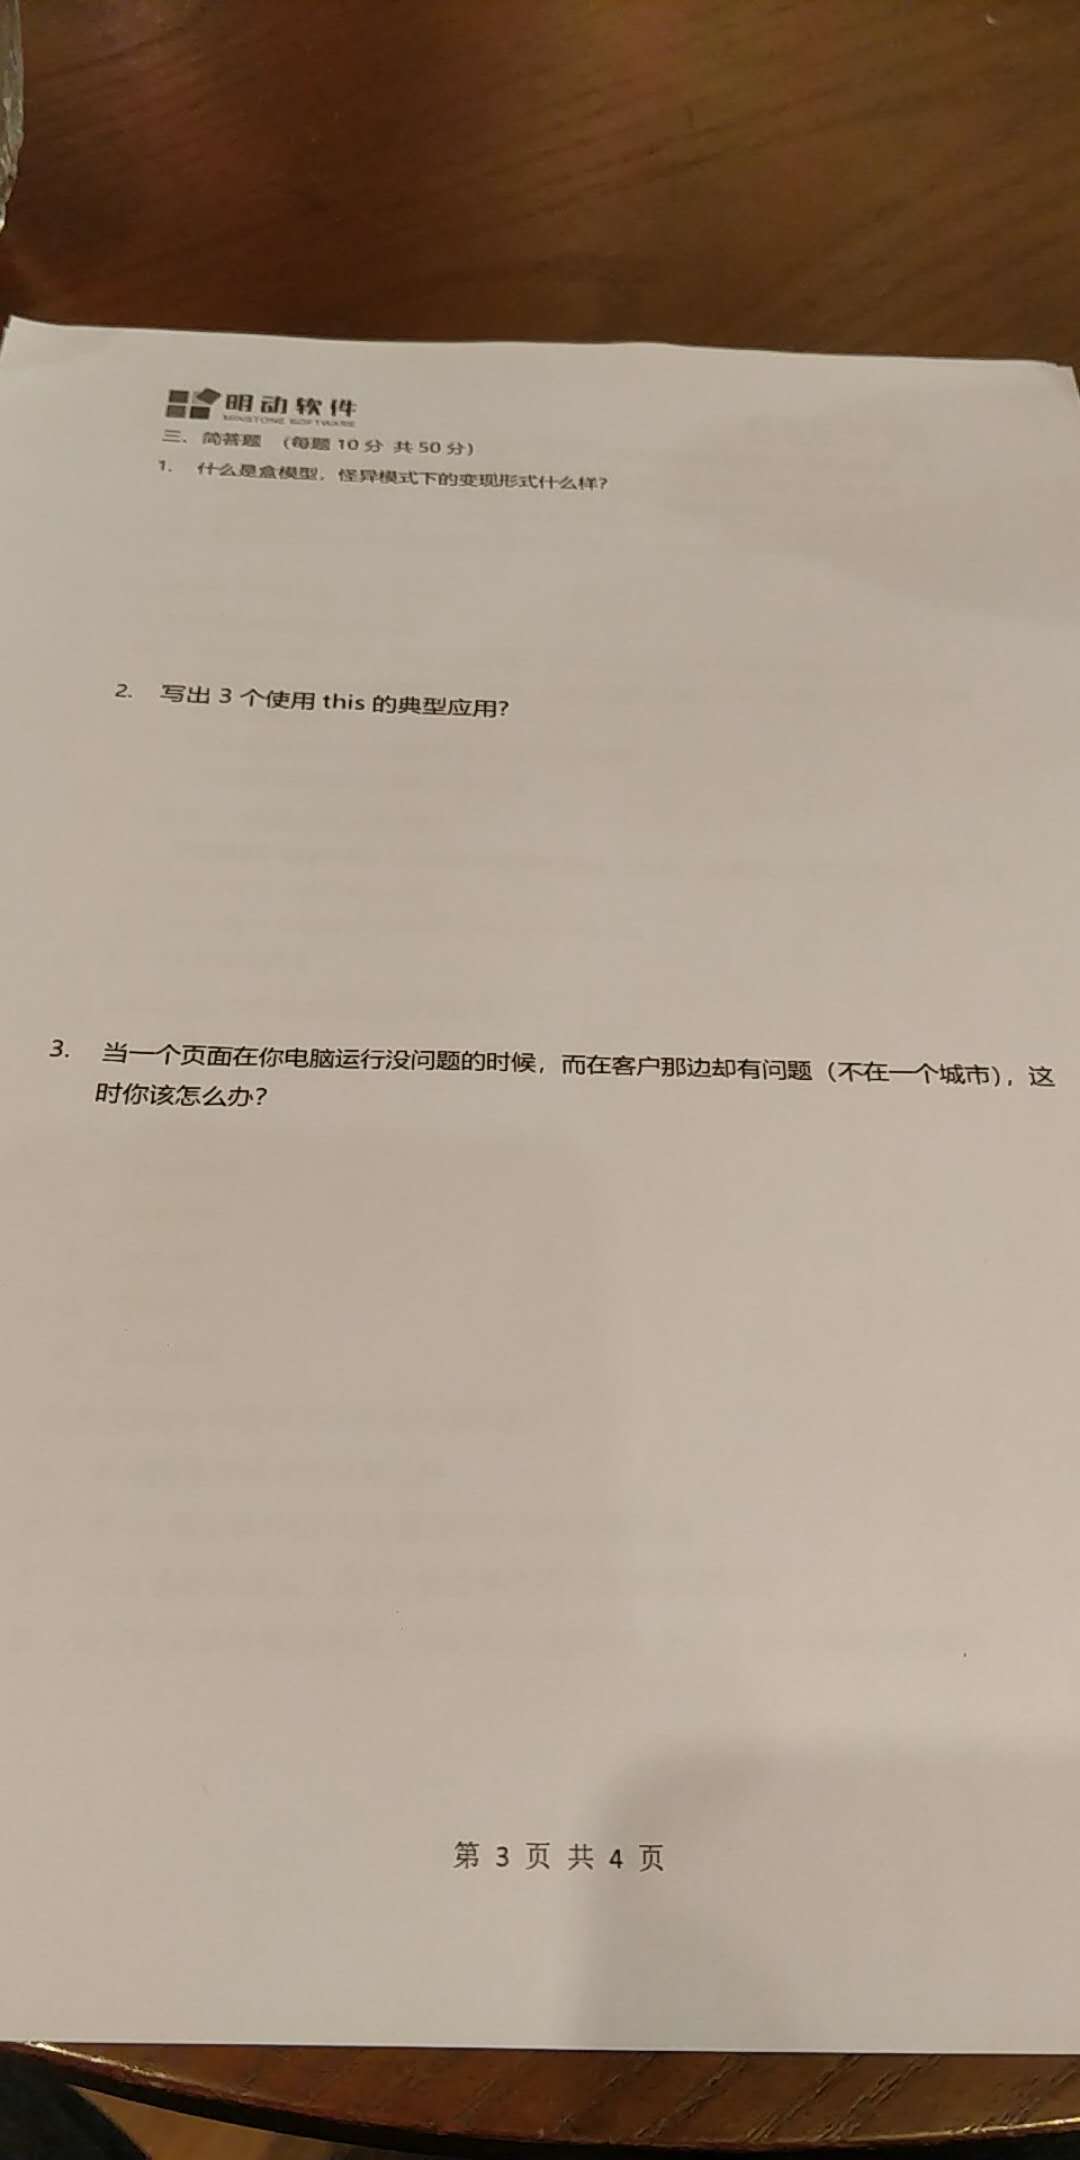 明动软件
MINSTONE SOFTWARE
三、简答题 (每题 10 分 共 50 分)
1. 什么是盒模型，怪异模式下的变现形式什么样?
2. 写出 3 个使用 this 的典型应用?
3. 当一个页面在你电脑运行没问题的时候，而在客户那边却有问题（不在一个城市），这
时你该怎么办?
第 3 页 共 4 页